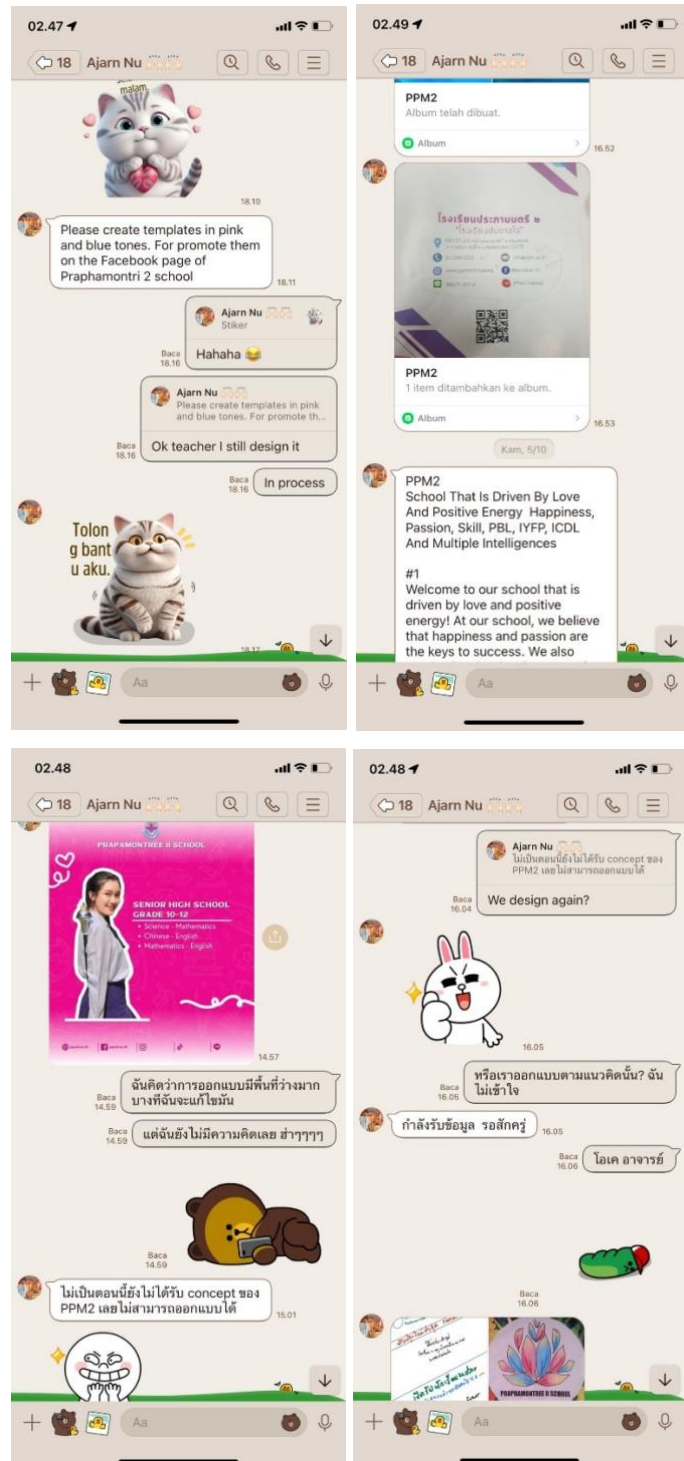 02.47
18 Ajarn Nu
malam
18.10
Please create templates in pink
and blue tones. For promote them
on the Facebook page of
Praphamontri 2 school
18.11
Ajarn Nu
Stiker
Hahaha 😂
Baca
18.16
Ajarn Nu
Please create templates in pink
and blue tones. For promote th...
Ok teacher I still design it
Baca
18.16
In process
Baca
18.16
Tolon
g bant
u aku.
18.17
Aa
02.49
18 Ajarn Nu
PPM2
Album telah dibuat.
Album
16.52
โรงเรียนประภามนตรี ๒
PPM2
1 item ditambahkan ke album.
Album
16.53
Kam, 5/10
PPM2
School That Is Driven By Love
And Positive Energy Happiness,
Passion, Skill, PBL, IYFP, ICDL
And Multiple Intelligences
#1
Welcome to our school that is
driven by love and positive
energy! At our school, we believe
that happiness and passion are
the keys to success. We also
Aa
02.48
18 Ajarn Nu
PRAPAMONTREE II SCHOOL
SENIOR HIGH SCHOOL
GRADE 10-12
• Science - Mathematics
• Chinese - English
• Mathematics - English
14.57
ฉันคิดว่าการออกแบบมีพื้นที่ว่างมาก
บางทีฉันจะแก้ไขมัน
Baca
14.59
แต่ฉันยังไม่มีความคิดเลย ฮ่าๆๆๆๆ
Baca
14.59
Baca
14.59
ไม่เป็นตอนนี้ยังไม่ได้รับ concept ของ
PPM2 เลยไม่สามารถออกแบบได้
15.01
Aa
02.48
18 Ajarn Nu
Ajarn Nu
ไม่เป็นตอนนี้ยังไม่ได้รับ concept ของ
PPM2 เลยไม่สามารถออกแบบได้
We design again?
Baca
16.04
16.05
หรือเราออกแบบตามแนวคิดนั้น? ฉัน
ไม่เข้าใจ
Baca
16.05
กำลังรับข้อมูล รอสักครู่
16.05
โอเค อาจารย์
Baca
16.06
Baca
16.06
PRAPHAMONTREE II SCHOOL
Aa